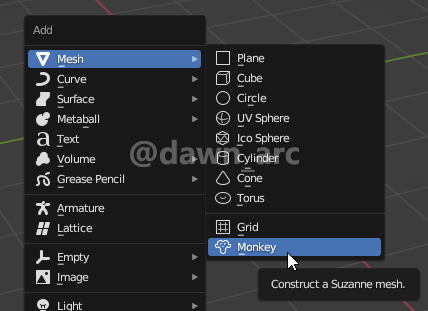 Add
Mesh
Curve
Surface
Metaball
Text
Volume
Grease Pencil
Armature
Lattice
Empty
Image
Light
Plane
Cube
Circle
UV Sphere
Ico Sphere
Cylinder
Cone
Torus
Grid
Monkey
Construct a Suzanne mesh.
@dawn_arc